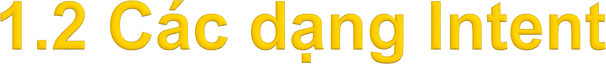 1.2 Các dạng Intent